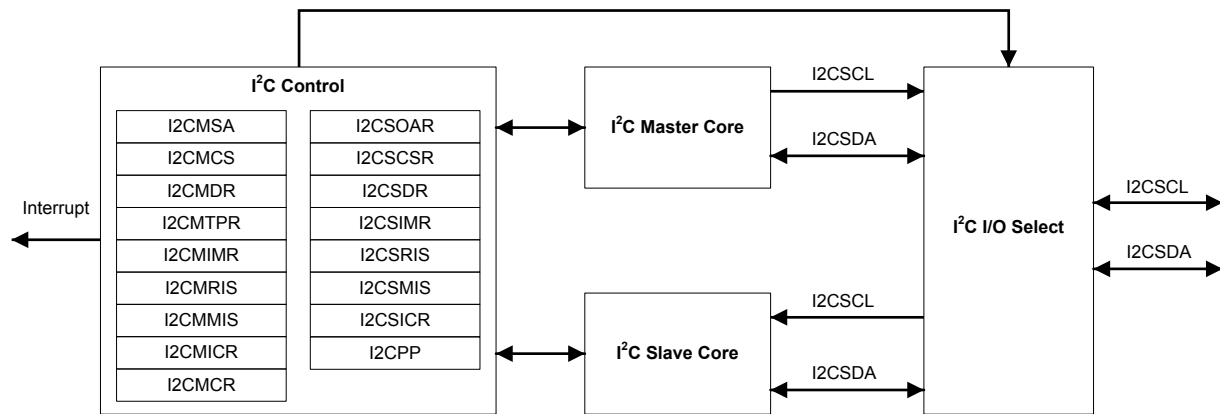 I²C Control
I2CMSA
I2CMCS
I2CMDR
I2CMTPR
I2CMIMR
I2CMRIS
I2CMMIS
I2CMICR
I2CMCR
I2CSOAR
I2CSCSR
I2CSDR
I2CSIMR
I2CSRIS
I2CSMIS
I2CSICR
I2CPP
Interrupt
I²C Master Core
I2CSCL
I2CSDA
I²C Slave Core
I2CSCL
I2CSDA
I²C I/O Select
I2CSCL
I2CSDA